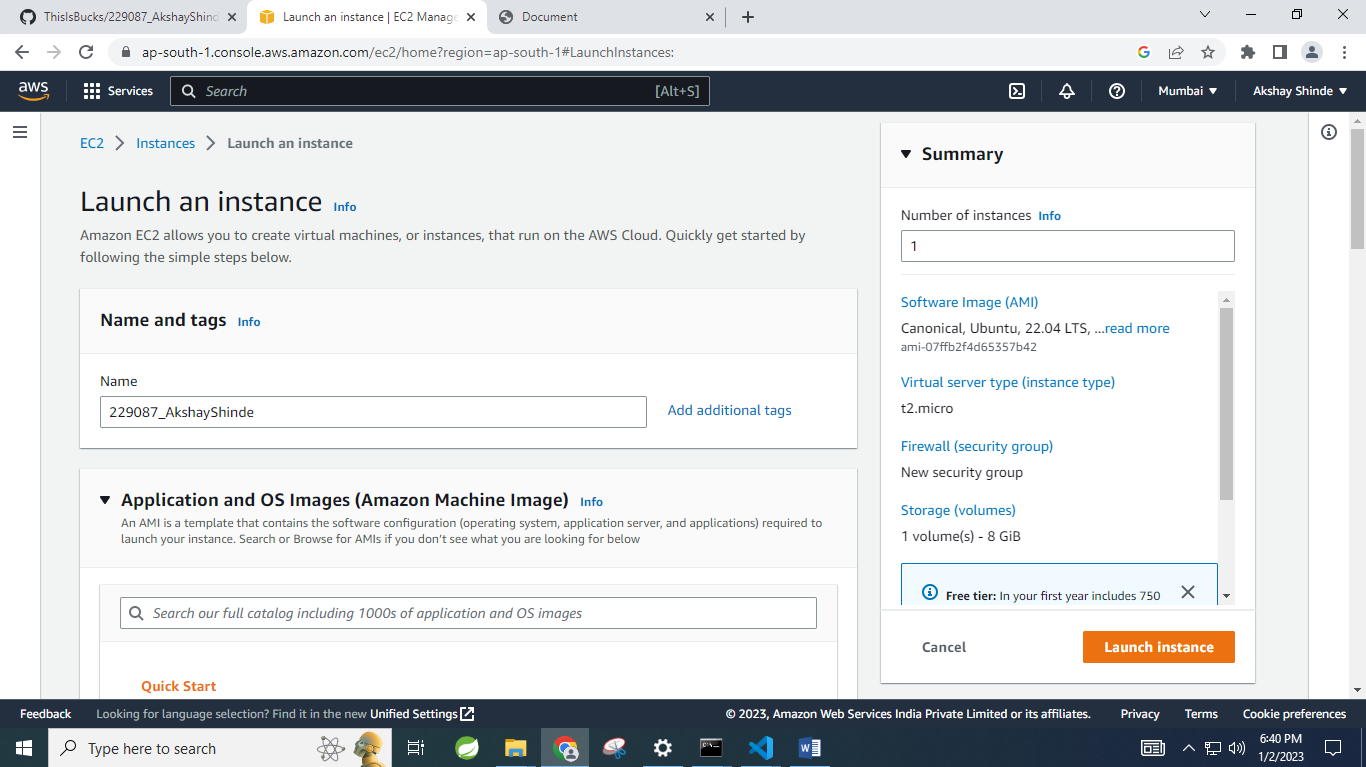 ThisIsBucks/229087_AkshayShind
Launch an instance | EC2 Manage
Document
ap-south-1.console.aws.amazon.com/ec2/home?region=ap-south-1#LaunchInstances:
aws
Services
Search
[Alt+S]
Mumbai
Akshay Shinde
EC2
Instances
Launch an instance
Launch an instance Info
Amazon EC2 allows you to create virtual machines, or instances, that run on the AWS Cloud. Quickly get started by
following the simple steps below.
Name and tags Info
Name
229087_AkshayShinde
Add additional tags
Application and OS Images (Amazon Machine Image) Info
An AMI is a template that contains the software configuration (operating system, application server, and applications) required to
launch your instance. Search or Browse for AMIs if you don't see what you are looking for below
Search our full catalog including 1000s of application and OS images
Quick Start
Summary
Number of instances Info
1
Software Image (AMI)
Canonical, Ubuntu, 22.04 LTS, ...read more
ami-07ffb2f4d65357b42
Virtual server type (instance type)
t2.micro
Firewall (security group)
New security group
Storage (volumes)
1 volume(s) - 8 GiB
Free tier: In your first year includes 750
Cancel
Launch instance
Feedback
Looking for language selection? Find it in the new Unified Settings
© 2023, Amazon Web Services India Private Limited or its affiliates.
Privacy
Terms
Cookie preferences
Type here to search
6:40 PM
1/2/2023